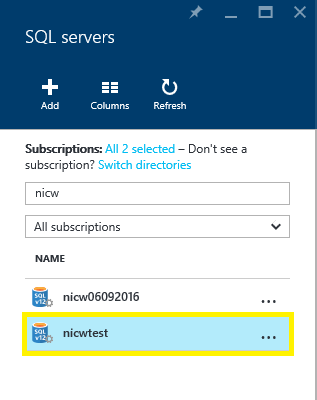 SQL servers
Add Columns Refresh
Subscriptions: All 2 selected – Don't see a
subscription? Switch directories
nicw
All subscriptions
NAME
SQL v12 nicw06092016 ...
SQL v12 nicwtest ...